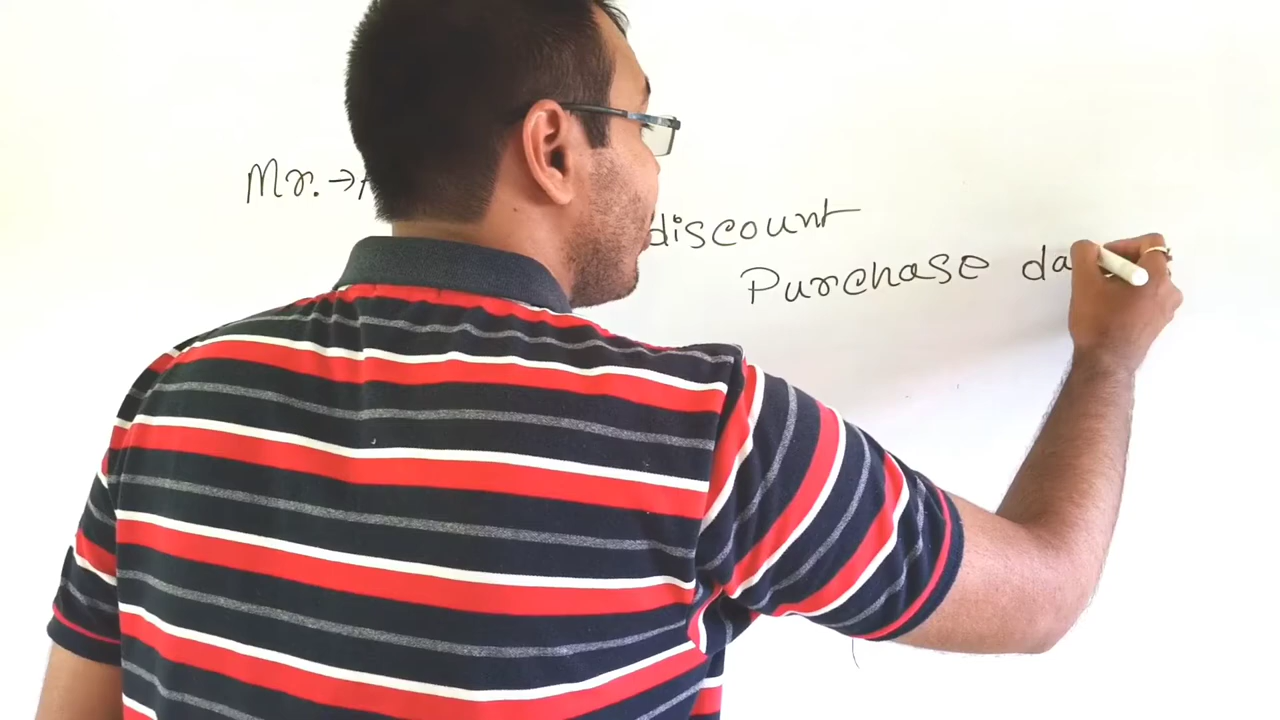 Mr. →
discount
Purchase da